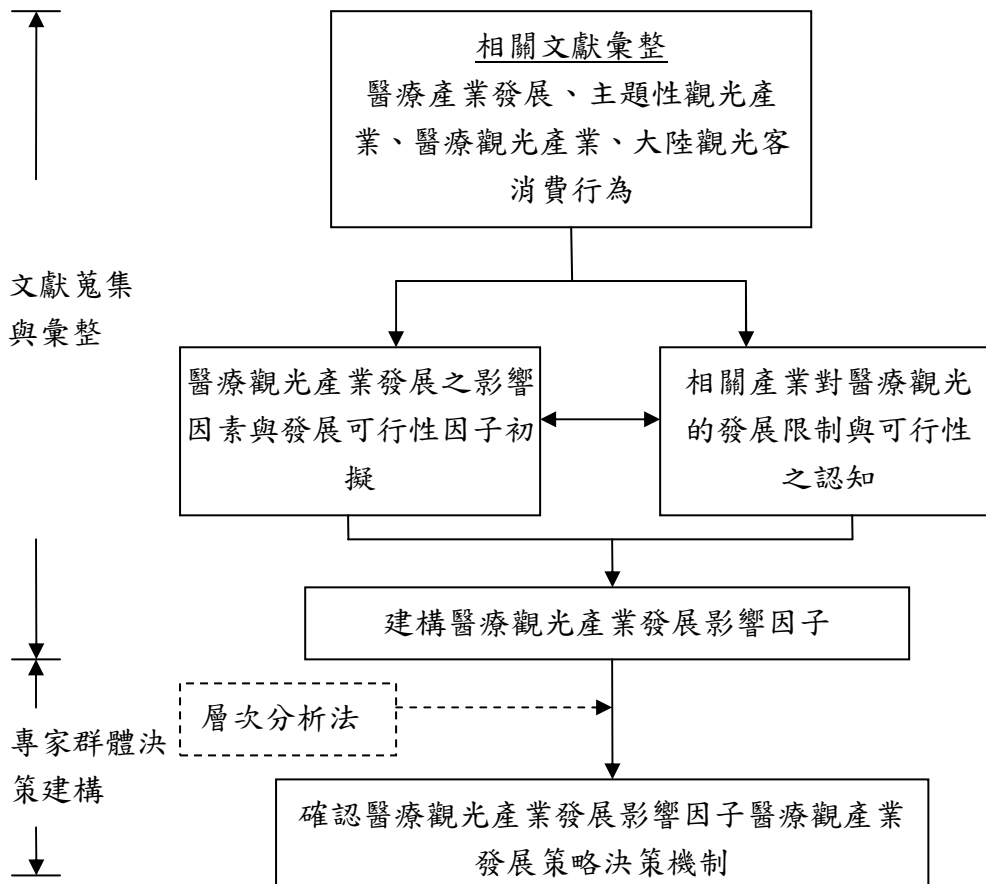 相關文獻彙整
醫療產業發展、主題性觀光產
業、醫療觀光產業、大陸觀光客
消費行為
文獻蒐集
與彙整
醫療觀光產業發展之影響
因素與發展可行性因子初
擬
相關產業對醫療觀光
的發展限制與可行性
之認知
建構醫療觀光產業發展影響因子
層次分析法
專家群體決
策建構
確認醫療觀光產業發展影響因子醫療觀產業
發展策略決策機制